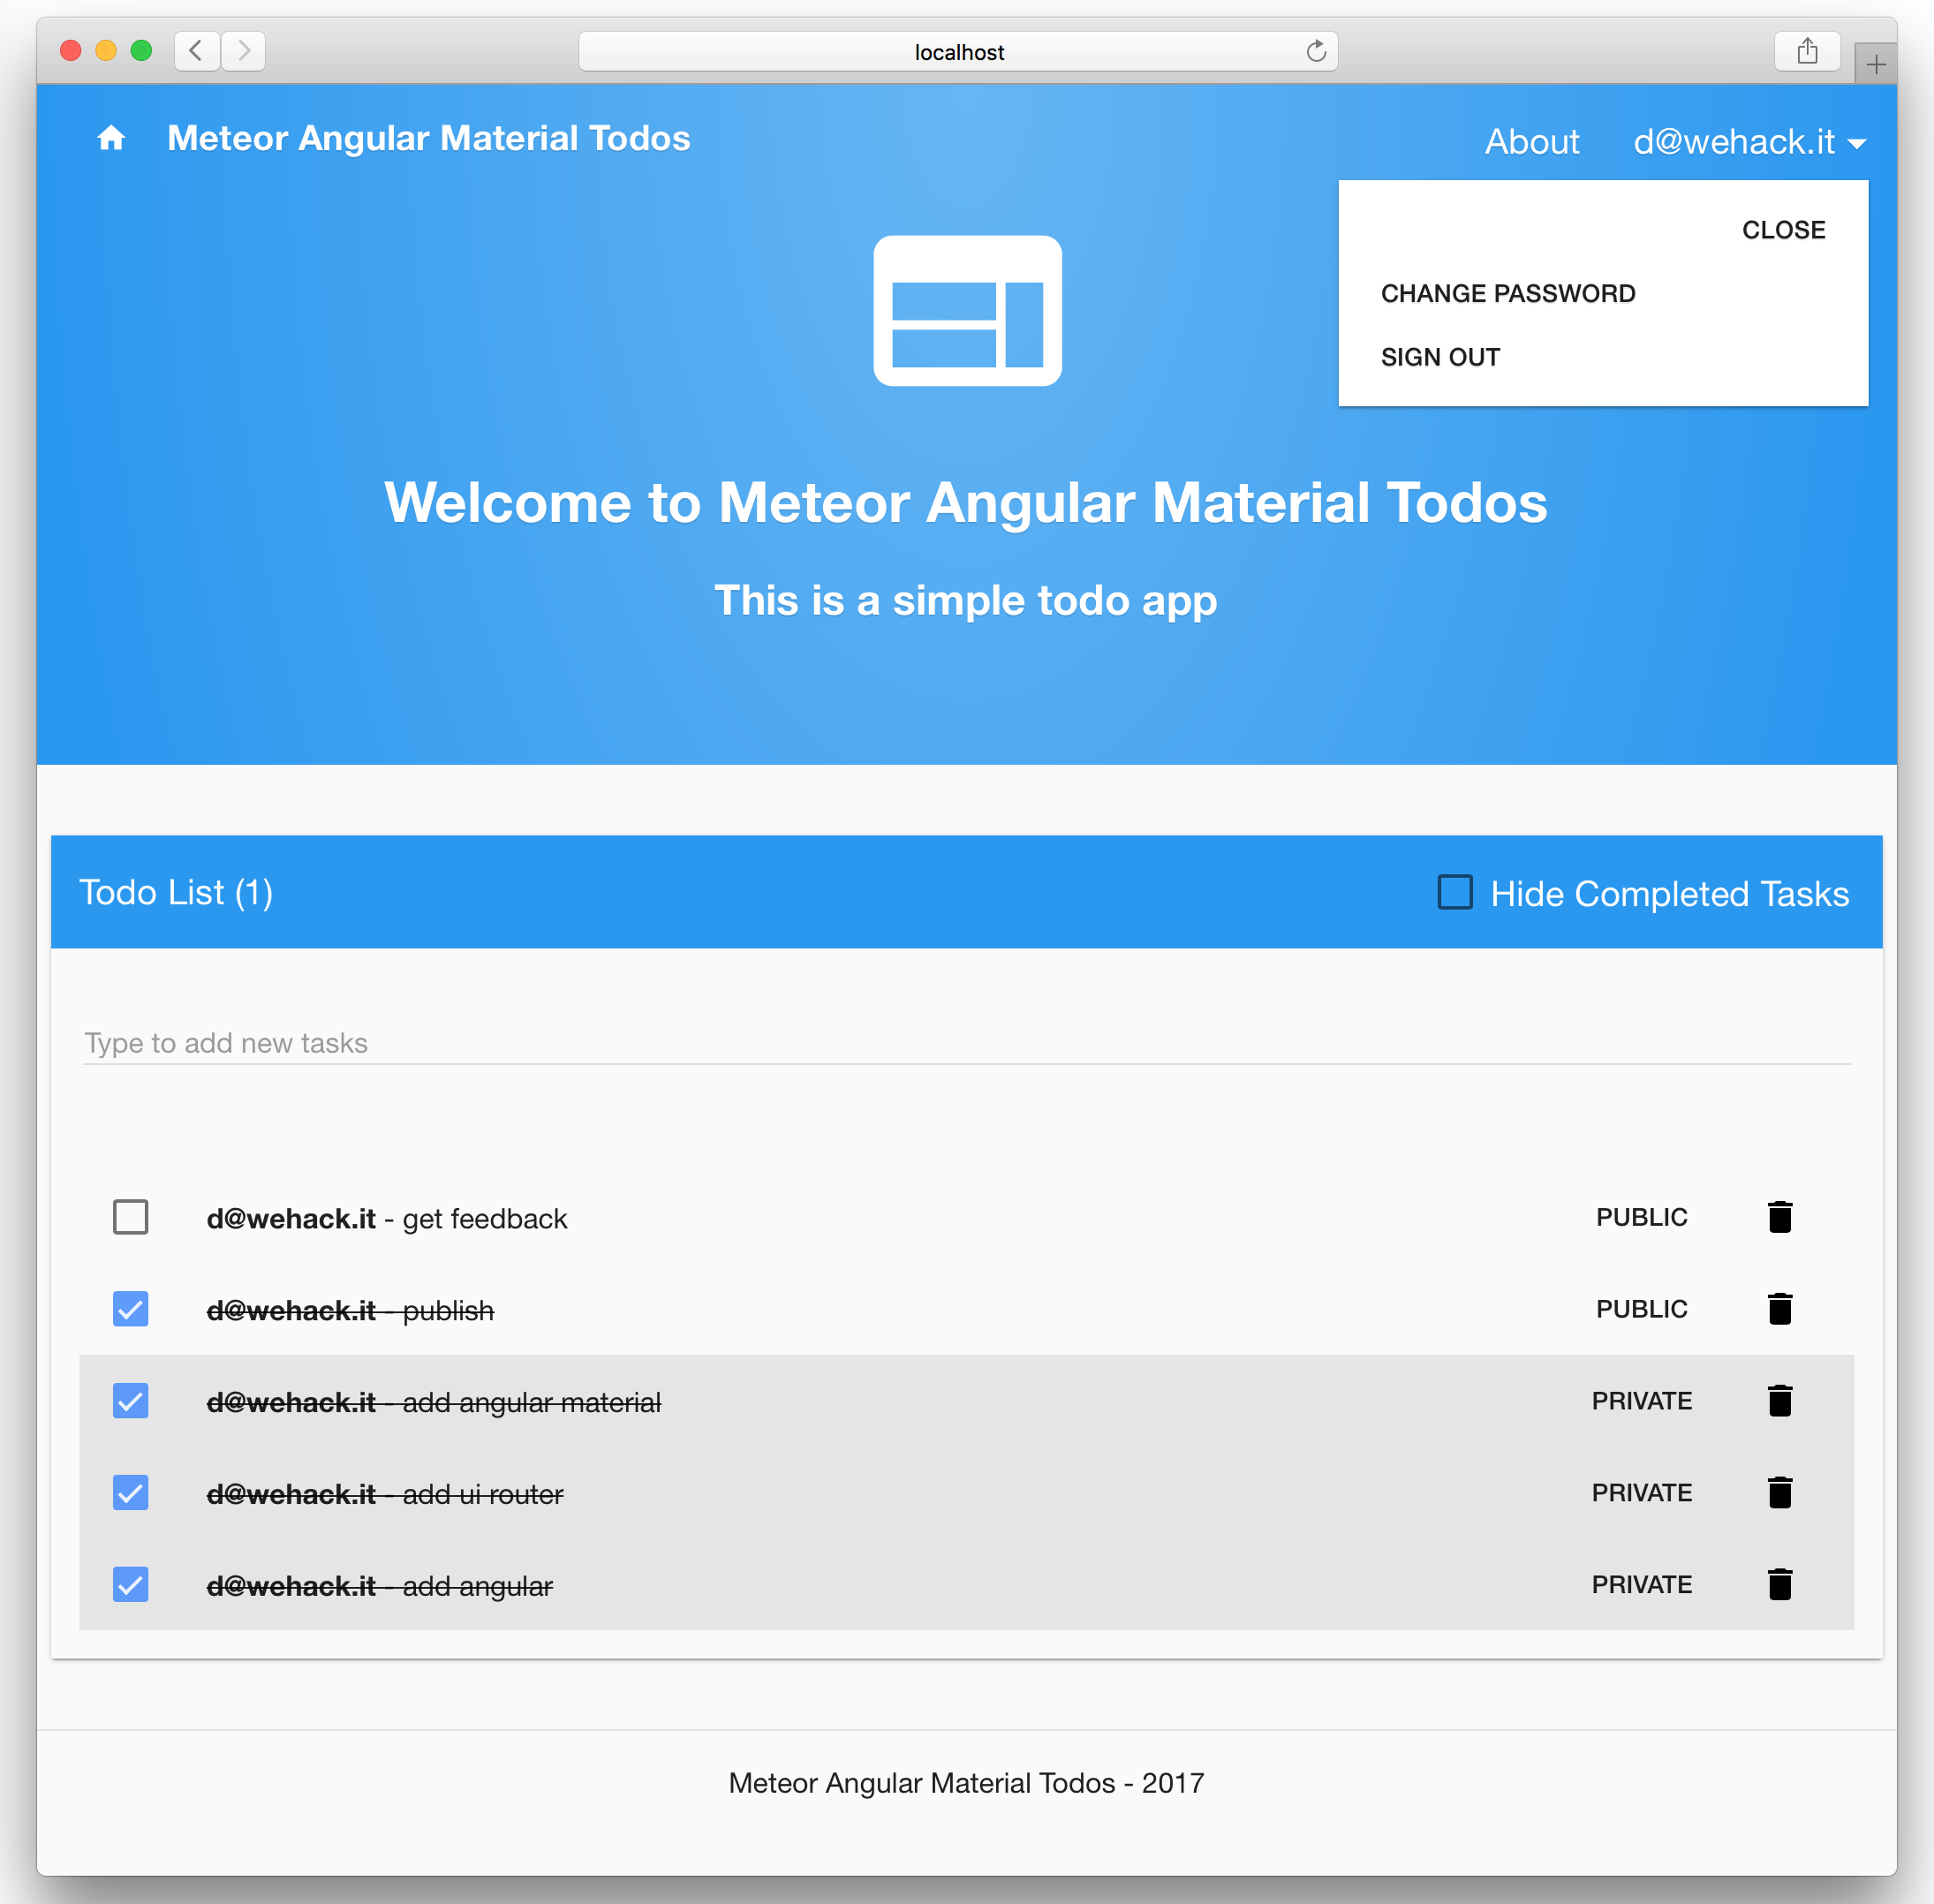 localhost
Meteor Angular Material Todos
About d@wehack.it
CLOSE
CHANGE PASSWORD
SIGN OUT
Welcome to Meteor Angular Material Todos
This is a simple todo app
Todo List (1)
Hide Completed Tasks
Type to add new tasks
d@wehack.it - get feedback PUBLIC
d@wehack.it - publish PUBLIC
d@wehack.it - add angular material PRIVATE
d@wehack.it - add ui router PRIVATE
d@wehack.it - add angular PRIVATE
Meteor Angular Material Todos - 2017